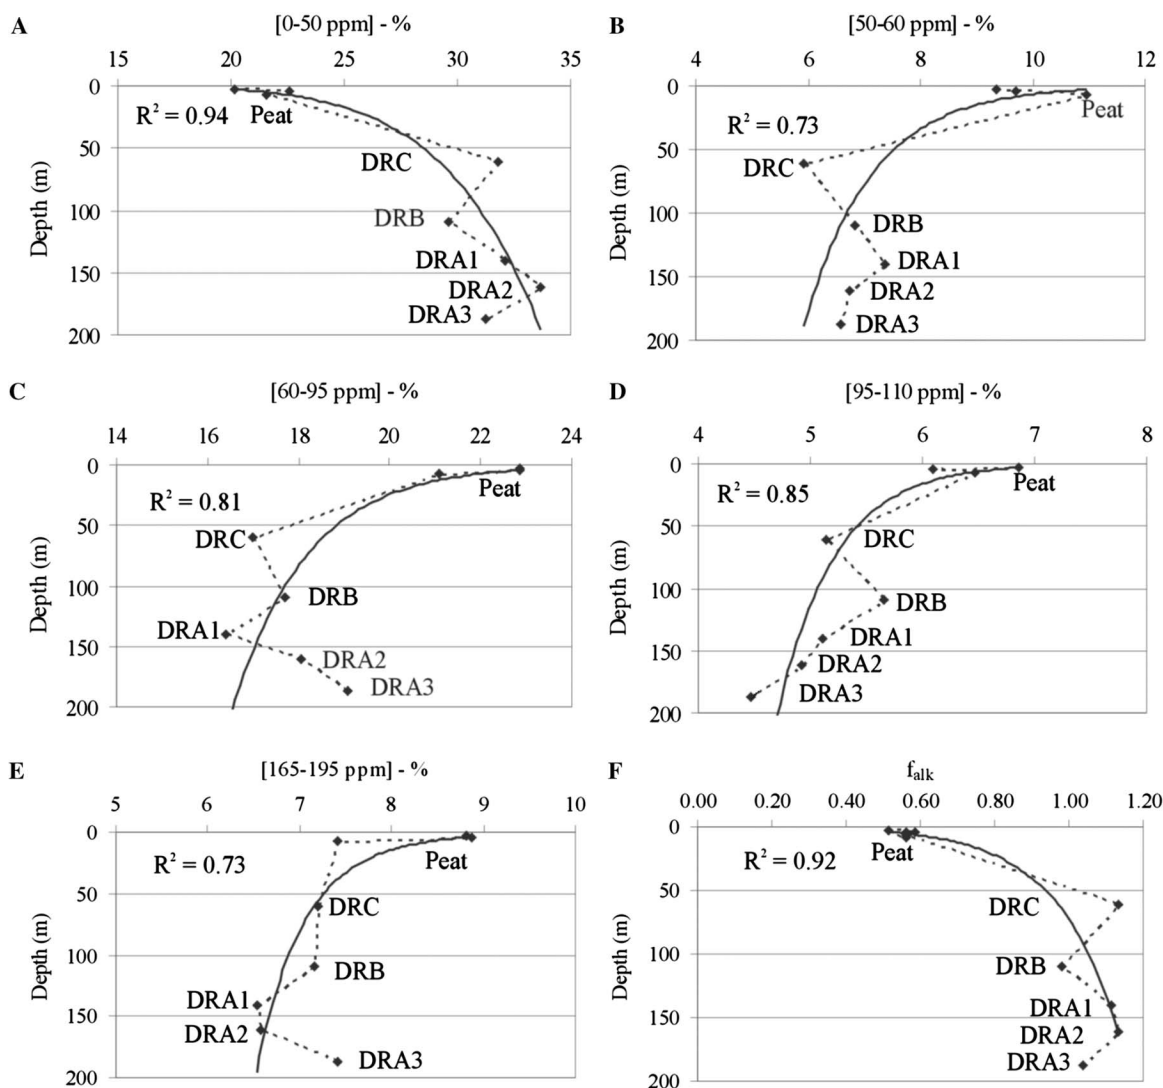 A
[0-50 ppm] - %
15 20 25 30 35
0
50
100
150
200
Depth (m)
R² = 0.94
Peat
DRC
DRB
DRA1
DRA2
DRA3
B
[50-60 ppm] - %
4 6 8 10 12
0
50
100
150
200
Depth (m)
R² = 0.73
Peat
DRC
DRB
DRA1
DRA2
DRA3
C
[60-95 ppm] - %
14 16 18 20 22 24
0
50
100
150
200
Depth (m)
R² = 0.81
Peat
DRC
DRB
DRA1
DRA2
DRA3
D
[95-110 ppm] - %
4 5 6 7 8
0
50
100
150
200
Depth (m)
R² = 0.85
Peat
DRC
DRB
DRA1
DRA2
DRA3
E
[165-195 ppm] - %
5 6 7 8 9 10
0
50
100
150
200
Depth (m)
R² = 0.73
Peat
DRC
DRB
DRA1
DRA2
DRA3
F
f_alk
0.00 0.20 0.40 0.60 0.80 1.00 1.20
0
50
100
150
200
Depth (m)
R² = 0.92
Peat
DRC
DRB
DRA1
DRA2
DRA3